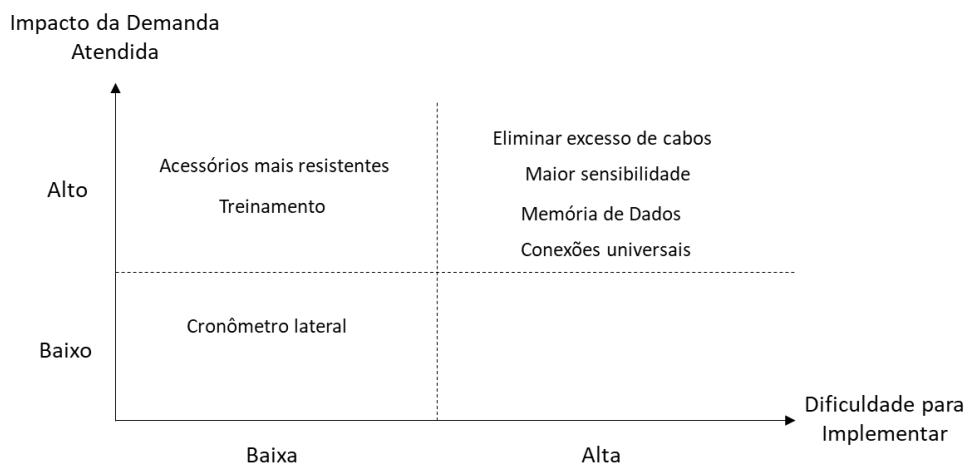 Impacto da Demanda
Atendida
Eliminar excesso de cabos
Acessórios mais resistentes
Maior sensibilidade
Alto
Treinamento
Memória de Dados
Conexões universais
Cronômetro lateral
Baixo
Dificuldade para
Implementar
Baixa
Alta